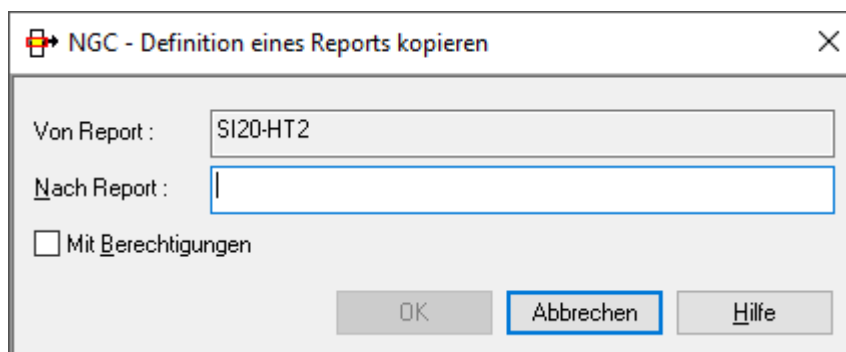 NGC - Definition eines Reports kopieren
Von Report : SI20-HT2
Nach Report :
Mit Berechtigungen
OK Abbrechen Hilfe